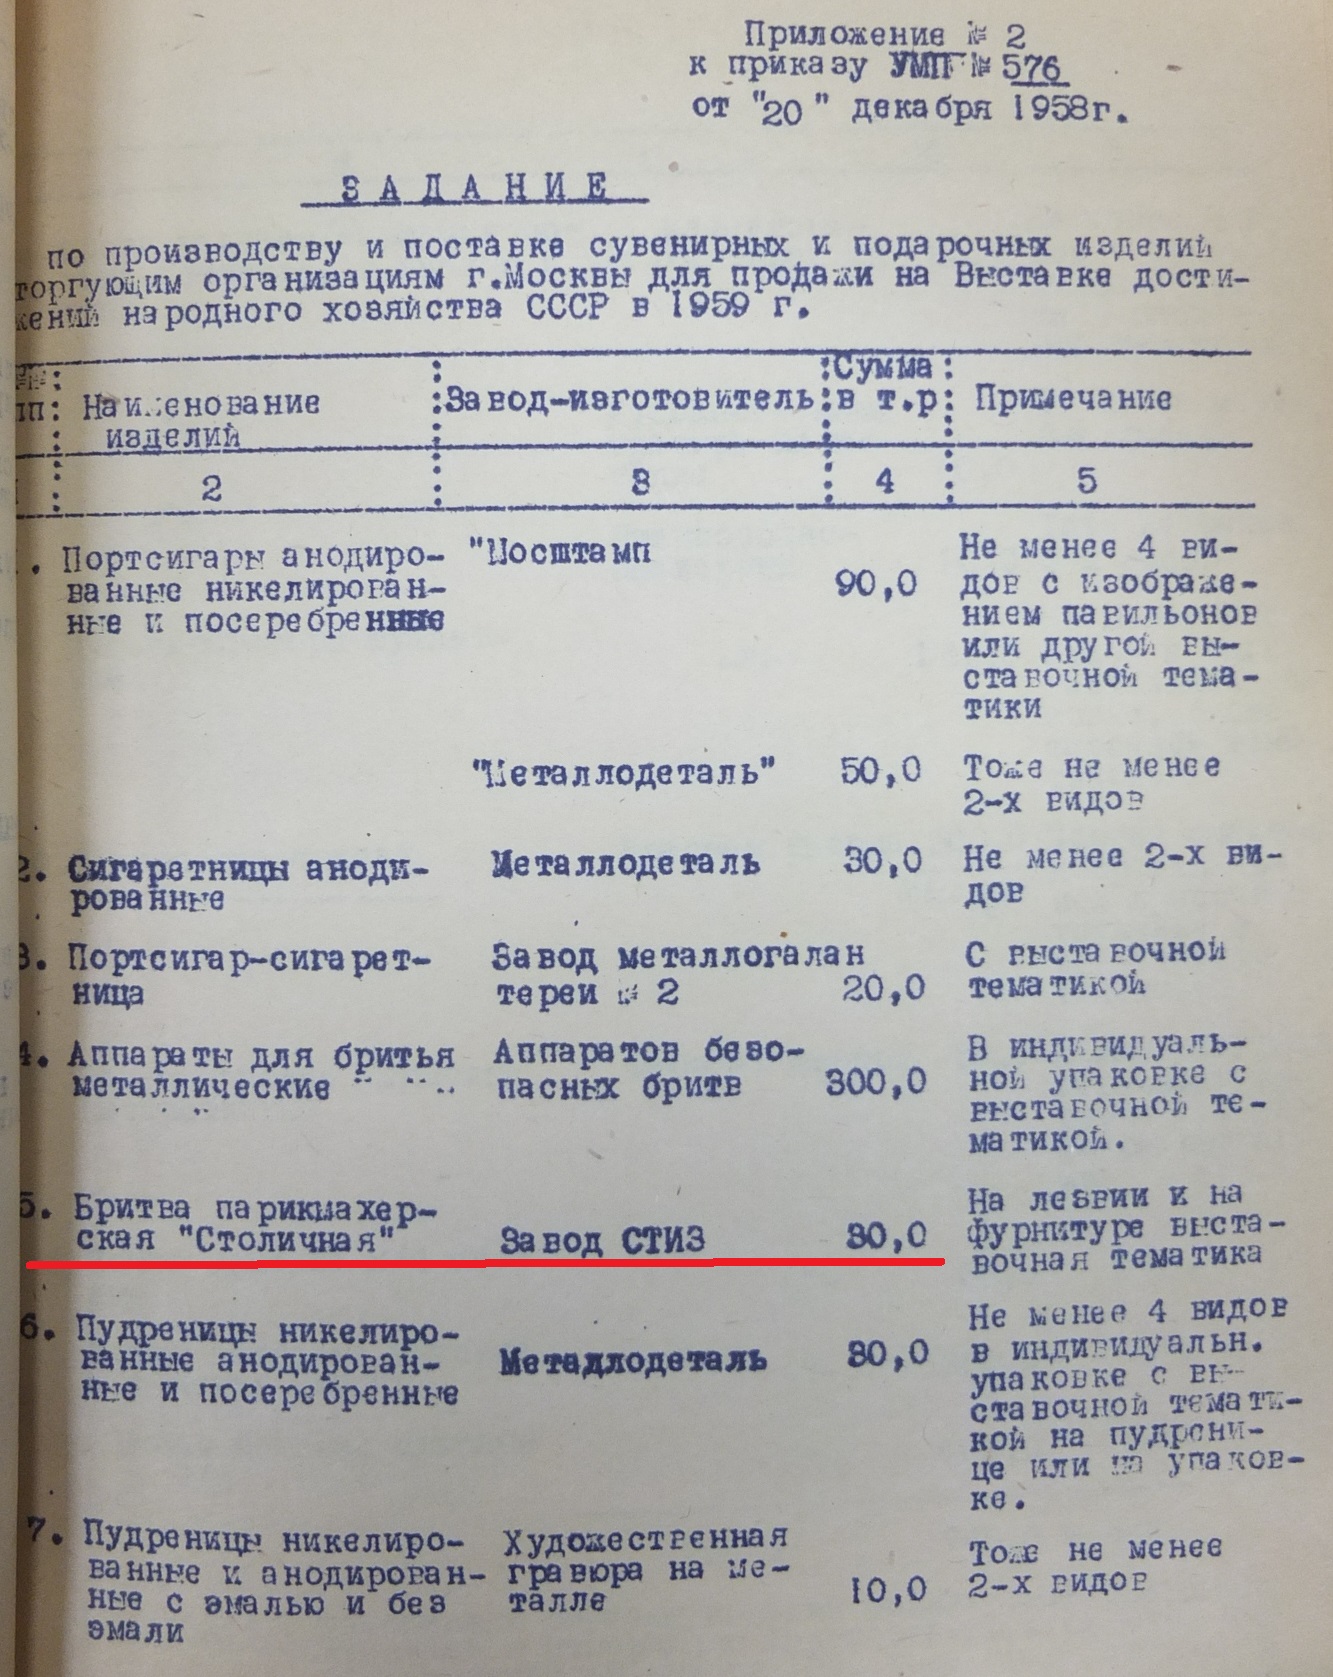 Приложение № 2
к приказу УМП № 576
от "20" декабря 1958г.
ЗАДАНИЕ
по производству и поставке сувенирных и подарочных изделий
торгующим организациям г.Москвы для продажи на Выставке дости-
жений народного хозяйства СССР в 1959 г.
№№ пп : Наименование изделий : Завод-изготовитель : Сумма в т.р : Примечание
2 : 3 : 4 : 5
. Портсигары анодиро- "Мосштамп Не менее 4 ви-
ванные никелирован- 90,0 дов с изображе-
ные и посеребренные нием павильонов
или другой вы-
ставочной тема-
тики
"Металлодеталь" 50,0 Тоже не менее
2-х видов
2. Сигаретницы аноди- Металлодеталь 30,0 Не менее 2-х ви-
рованные дов
3. Портсигар-сигарет- Завод металлогалан С выставочной
ница тереи № 2 20,0 тематикой
4. Аппараты для бритья Аппаратов безо- В индивидуаль-
металлические пасных бритв 300,0 ной упаковке с
выставочной те-
матикой.
5. Бритва парикмахер- На лезвии и на
ская "Столичная" Завод СТИЗ 30,0 фурнитуре выста-
вочная тематика
6. Пудреницы никелиро- Не менее 4 видов
ванные анодирован- Металлодеталь 30,0 в индивидуальн.
ные и посеребренные упаковке с вы-
ставочной темати-
кой на пудрени-
це или на упаков-
ке.
7. Пудреницы никелиро- Художественная Тоже не менее
ванные и анодирован- гравюра на ме- 10,0 2-х видов
ные с эмалью и без талле
эмали